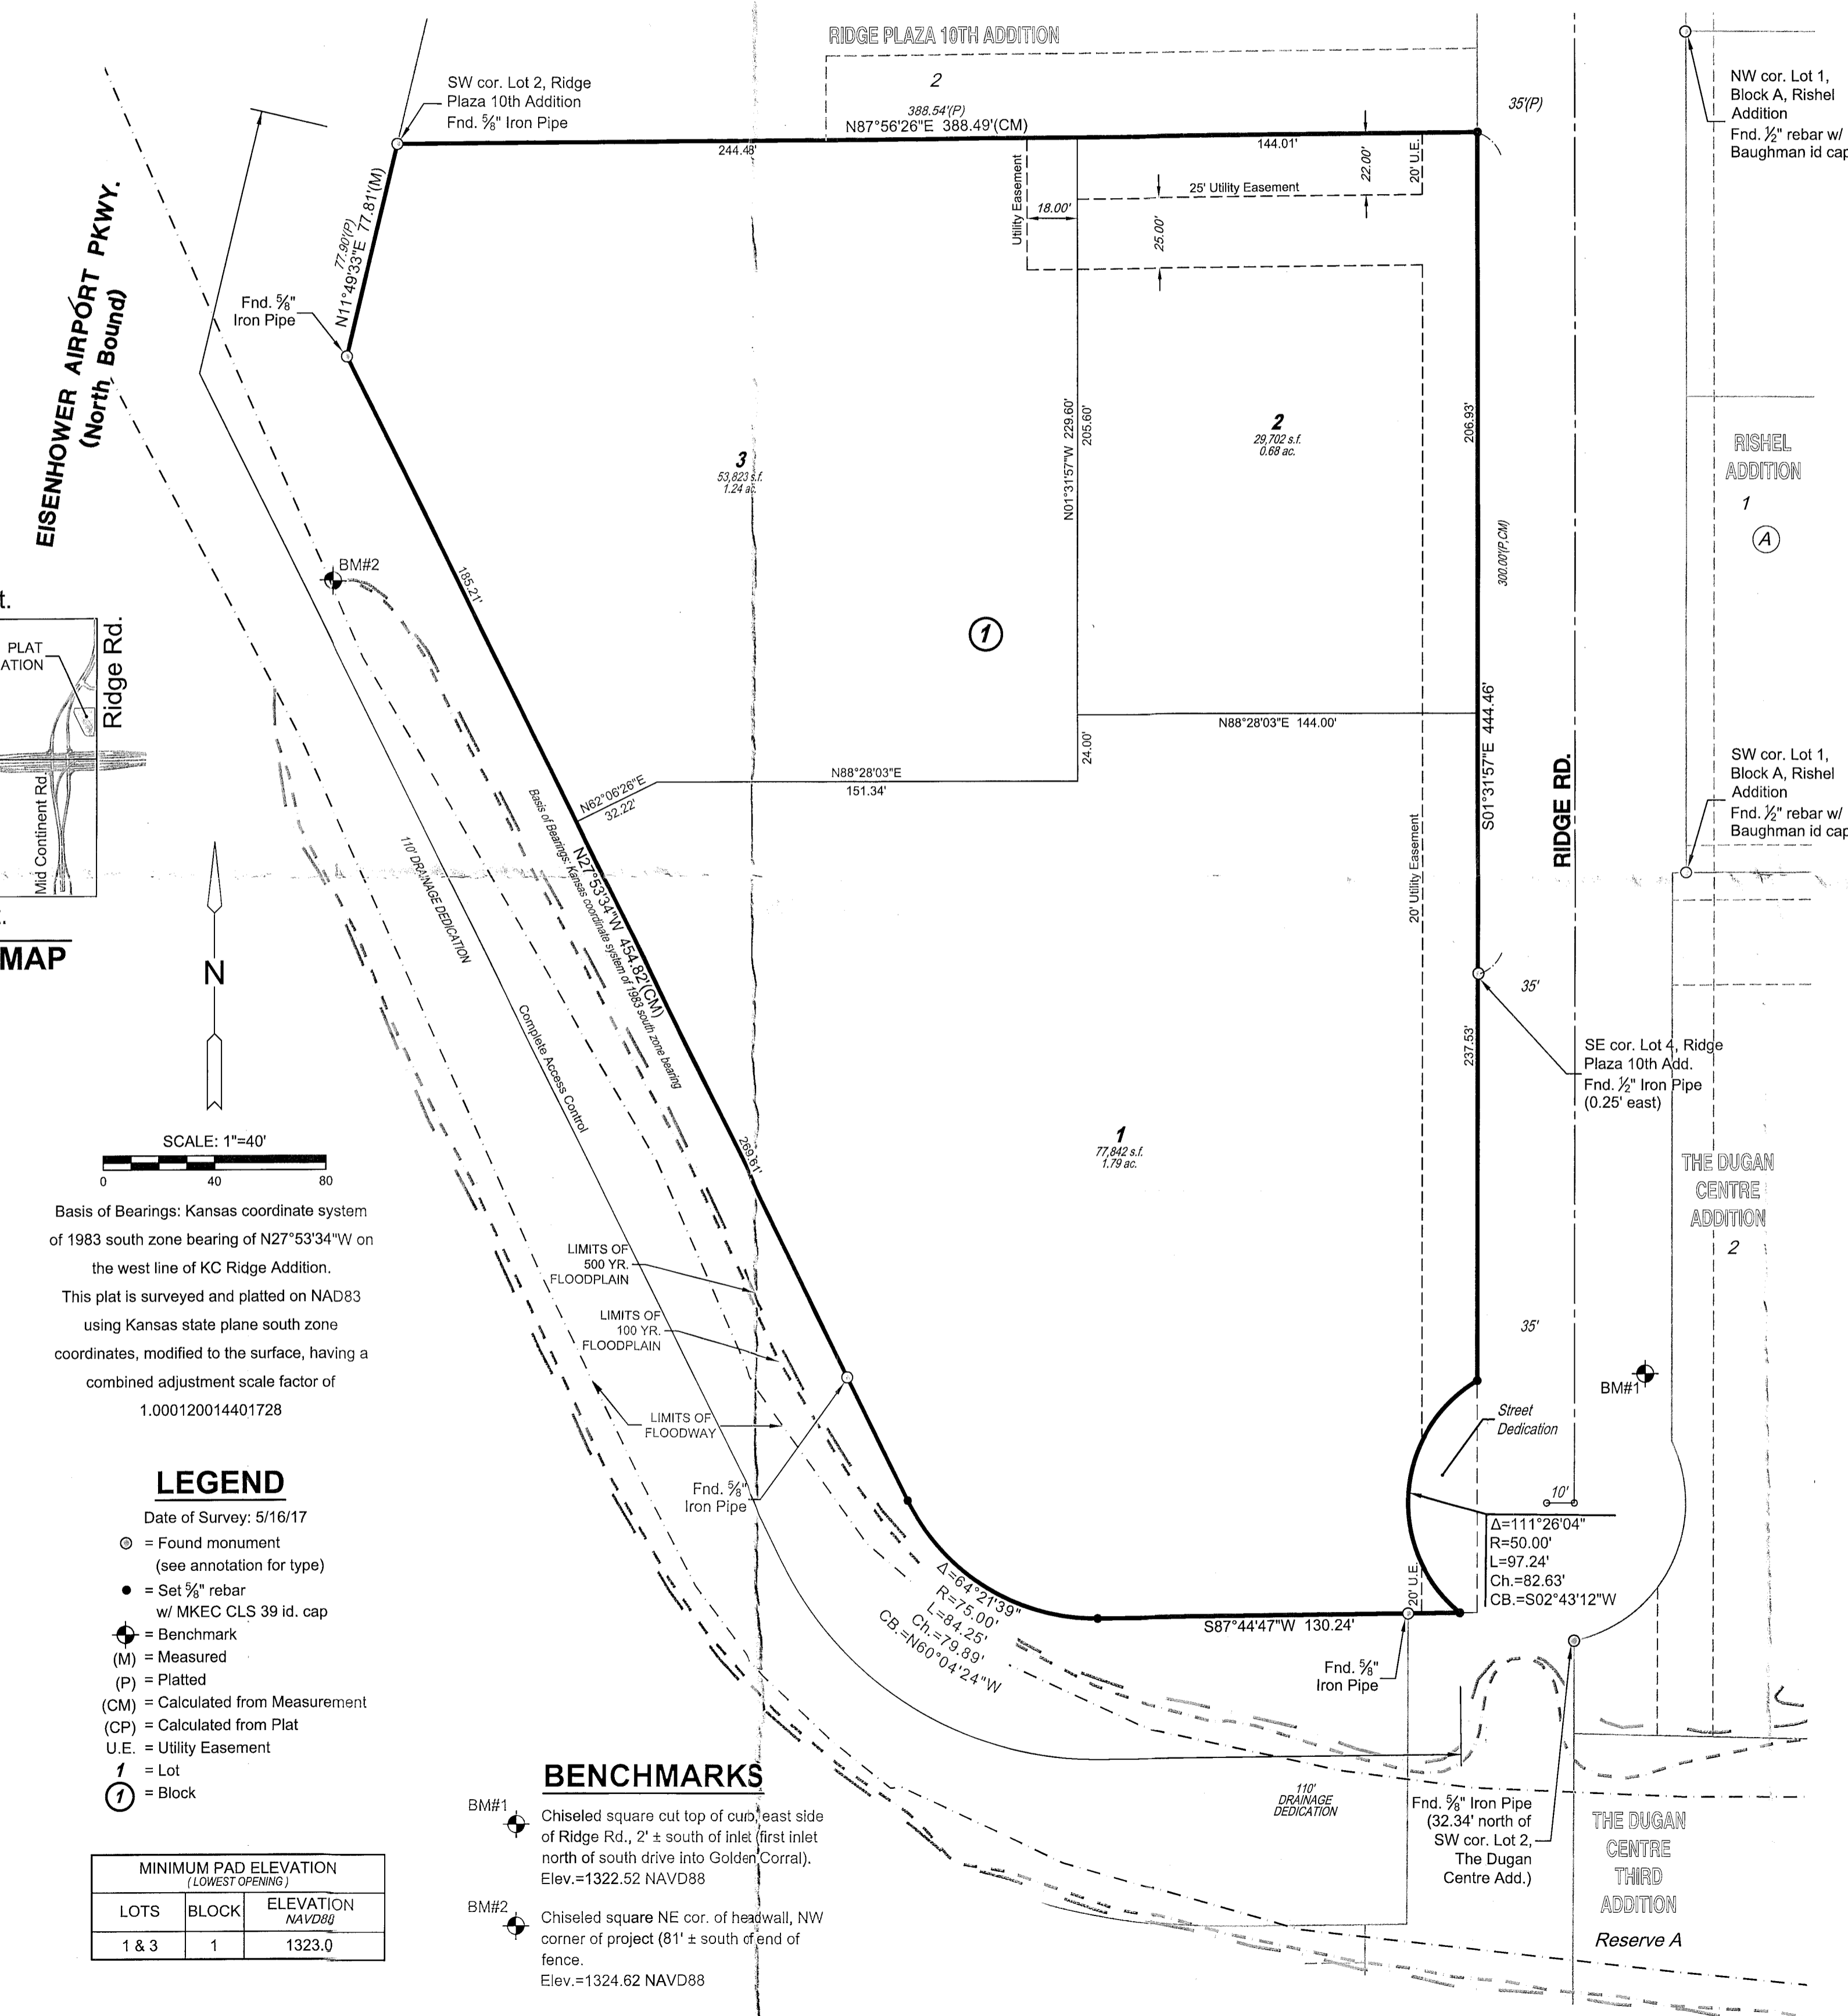 RIDGE PLAZA 10TH ADDITION
2
388.54'(P)
N87°56'26"E 388.49'(CM)
244.48'
144.01'
SW cor. Lot 2, Ridge
Plaza 10th Addition
Fnd. ⅝" Iron Pipe
35'(P)
NW cor. Lot 1,
Block A, Rishel
Addition
Fnd. ½" rebar w/
Baughman id cap
EISENHOWER AIRPORT PKWY.
(North Bound)
77.90'(P)
N11°49'33"E 77.81'(M)
Fnd. ⅝"
Iron Pipe
Utility Easement
18.00'
25.00'
25' Utility Easement
22.00'
20' U.E.
N01°31'57"W 229.60'
205.60'
2
29,702 s.f.
0.68 ac.
206.93'
300.00'(P,CM)
RISHEL
ADDITION
1
A
3
53,823 s.f.
1.24 ac.
BM#2
185.21'
1
t.
PLAT
ATION
Ridge Rd.
Mid Continent Rd.
MAP
N88°28'03"E 144.00'
24.00'
S01°31'57"E 444.46'
RIDGE RD.
SW cor. Lot 1,
Block A, Rishel
Addition
Fnd. ½" rebar w/
Baughman id cap
N88°28'03"E
151.34'
N62°06'26"E
32.22'
N27°53'34"W 454.82'(CM)
Basis of Bearings: Kansas coordinate system of 1983 south zone bearing
110' DRAINAGE DEDICATION
Complete Access Control
20' Utility Easement
N
35'
237.53'
SE cor. Lot 4, Ridge
Plaza 10th Add.
Fnd. ½" Iron Pipe
(0.25' east)
SCALE: 1"=40'
0 40 80
Basis of Bearings: Kansas coordinate system
of 1983 south zone bearing of N27°53'34"W on
the west line of KC Ridge Addition.
This plat is surveyed and platted on NAD83
using Kansas state plane south zone
coordinates, modified to the surface, having a
combined adjustment scale factor of
1.000120014401728
269.61'
1
77,842 s.f.
1.79 ac.
THE DUGAN
CENTRE
ADDITION
2
LIMITS OF
500 YR.
FLOODPLAIN
LIMITS OF
100 YR.
FLOODPLAIN
LIMITS OF
FLOODWAY
Fnd. ⅝"
Iron Pipe
35'
BM#1
Street
Dedication
10'
Δ=111°26'04"
R=50.00'
L=97.24'
Ch.=82.63'
CB.=S02°43'12"W
20' U.E.
Δ=64°21'39"
R=75.00'
L=84.25'
Ch.=79.89'
CB.=N60°04'24"W
S87°44'47"W 130.24'
Fnd. ⅝"
Iron Pipe
LEGEND
Date of Survey: 5/16/17
= Found monument
(see annotation for type)
= Set ⅝" rebar
w/ MKEC CLS 39 id. cap
= Benchmark
(M) = Measured
(P) = Platted
(CM) = Calculated from Measurement
(CP) = Calculated from Plat
U.E. = Utility Easement
1 = Lot
1 = Block
BENCHMARKS
BM#1
Chiseled square cut top of curb, east side
of Ridge Rd., 2' ± south of inlet (first inlet
north of south drive into Golden Corral).
Elev.=1322.52 NAVD88
BM#2
Chiseled square NE cor. of headwall, NW
corner of project (81' ± south of end of
fence.
Elev.=1324.62 NAVD88
110'
DRAINAGE
DEDICATION
Fnd. ⅝" Iron Pipe
(32.34' north of
SW cor. Lot 2,
The Dugan
Centre Add.)
THE DUGAN
CENTRE
THIRD
ADDITION
Reserve A
MINIMUM PAD ELEVATION
( LOWEST OPENING )
LOTS BLOCK ELEVATION
NAVD88
1 & 3 1 1323.0